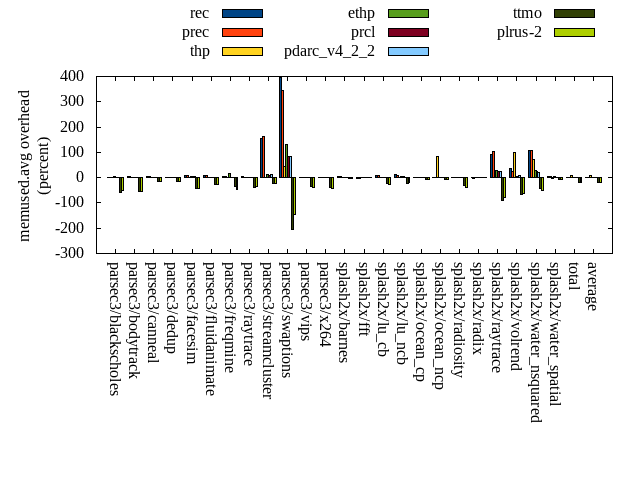 rec
prec
thp
ethp
prcl
pdarc_v4_2_2
ttmo
plrus-2
memused.avg overhead
(percent)
400
300
200
100
0
-100
-200
-300
parsec3/blackscholes
parsec3/bodytrack
parsec3/canneal
parsec3/dedup
parsec3/facesim
parsec3/fluidanimate
parsec3/freqmine
parsec3/raytrace
parsec3/streamcluster
parsec3/swaptions
parsec3/vips
parsec3/x264
splash2x/barnes
splash2x/fft
splash2x/lu_cb
splash2x/lu_ncb
splash2x/ocean_cp
splash2x/ocean_ncp
splash2x/radiosity
splash2x/radix
splash2x/raytrace
splash2x/volrend
splash2x/water_nsquared
splash2x/water_spatial
total
average